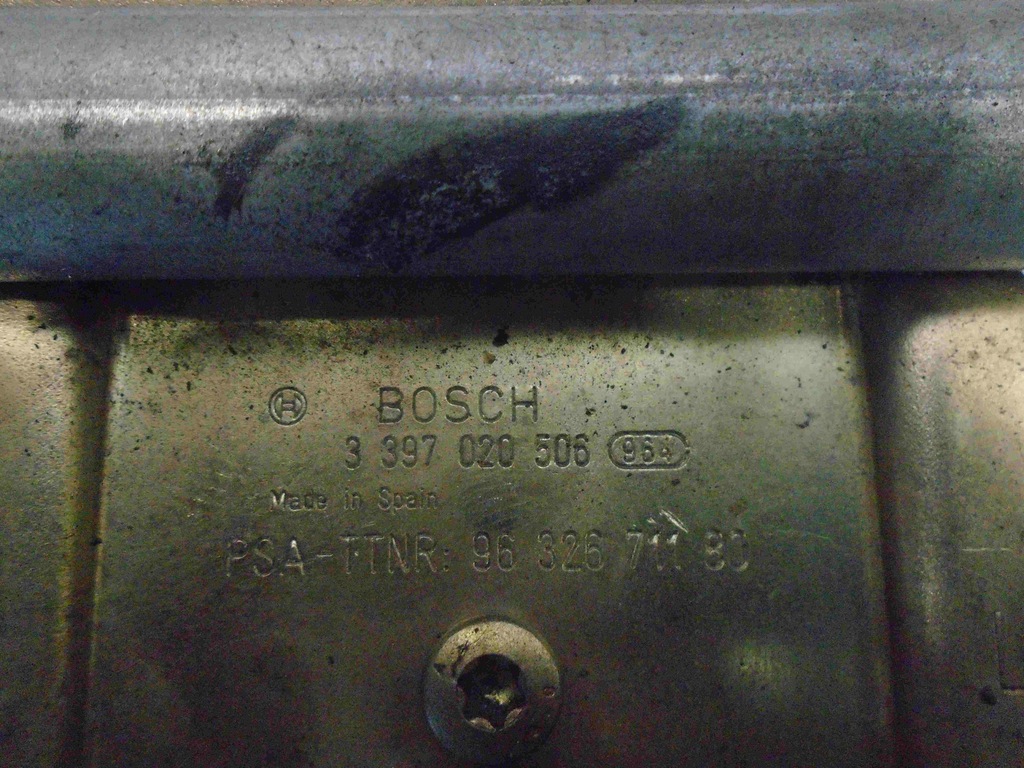 BOSCH
3 397 020 506 964
Made in Spain
PSA-TTNR: 96 326 711 80